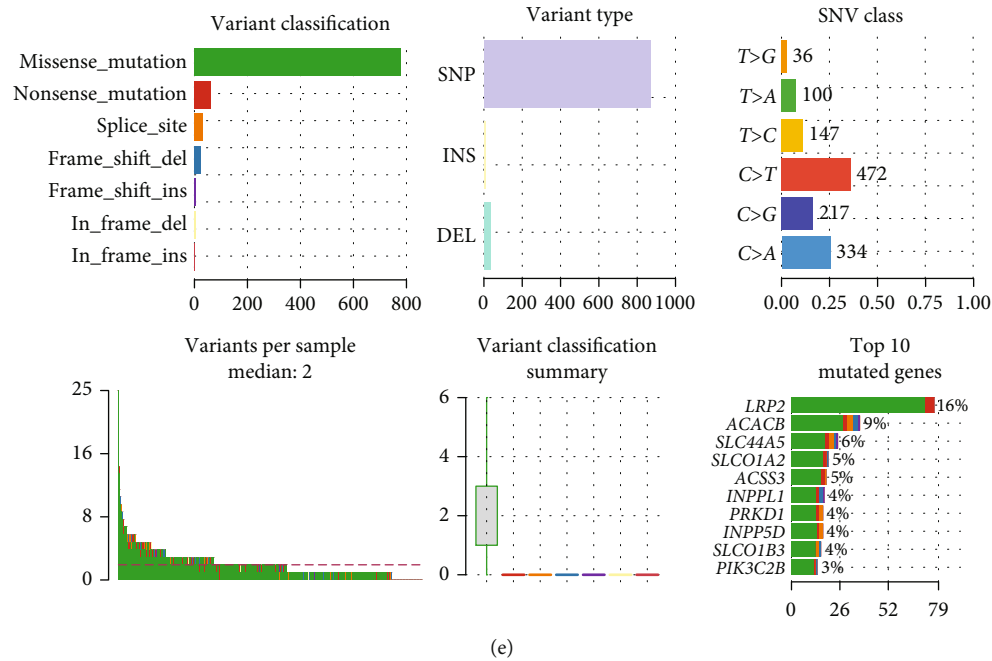 Variant classification
Missense_mutation
Nonsense_mutation
Splice_site
Frame_shift_del
Frame_shift_ins
In_frame_del
In_frame_ins
0 200 400 600 800
Variant type
SNP
INS
DEL
0 200 400 600 800 1000
SNV class
T>G 36
T>A 100
T>C 147
C>T 472
C>G 217
C>A 334
0.00 0.25 0.50 0.75 1.00
Variants per sample
median: 2
25
16
8
0
Variant classification
summary
6
4
2
0
Top 10
mutated genes
LRP2 16%
ACACB 9%
SLC44A5 6%
SLCO1A2 5%
ACSS3 5%
INPPL1 4%
PRKD1 4%
INPP5D 4%
SLCO1B3 4%
PIK3C2B 3%
0 26 52 79
(e)